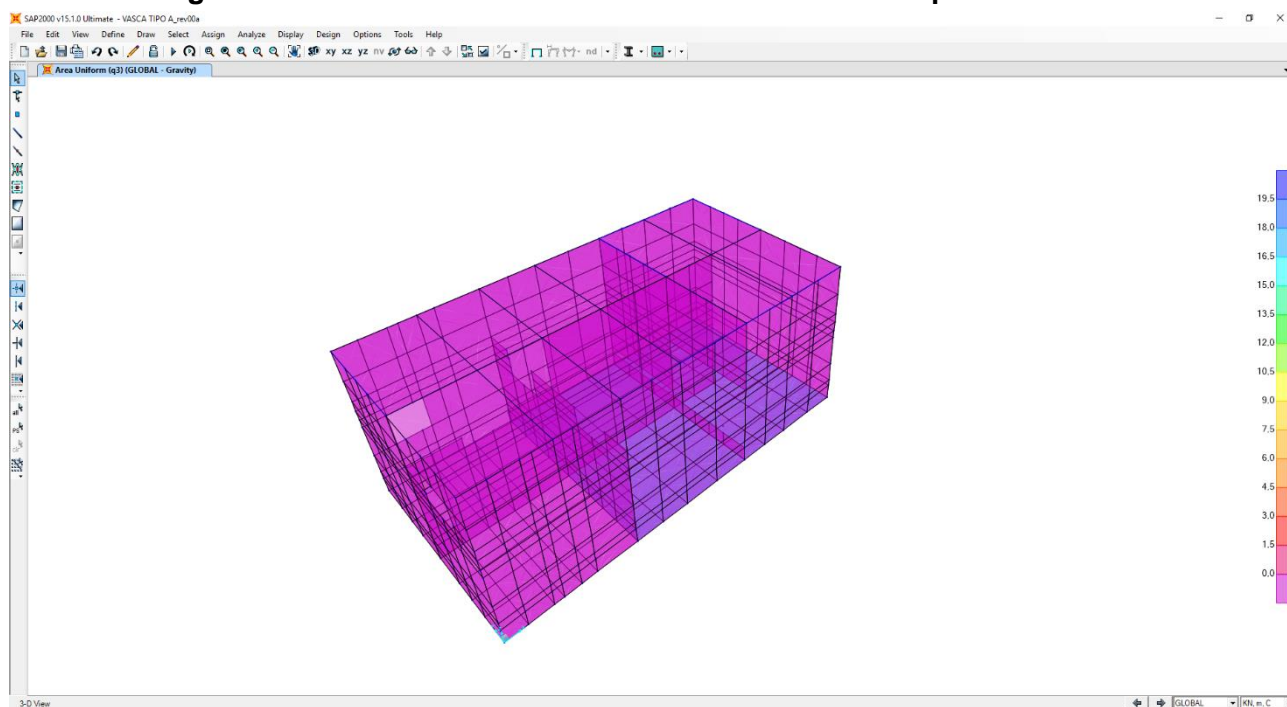 SAP2000 v15.1.0 Ultimate - VASCA TIPO A_rev00a
File Edit View Define Draw Select Assign Analyze Display Design Options Tools Help
xy xz yz nv nd
Area Uniform (q3) (GLOBAL - Gravity)
19.5
18.0
16.5
15.0
13.5
12.0
10.5
9.0
7.5
6.0
4.5
3.0
1.5
0.0
3-D View
GLOBAL
KN, m, C